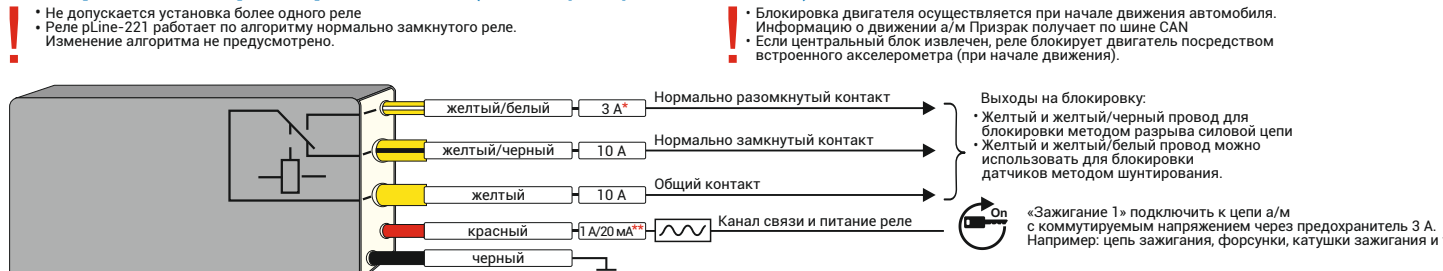 ! • Не допускается установка более одного реле
• Реле pLine-221 работает по алгоритму нормально замкнутого реле.
Изменение алгоритма не предусмотрено.
! • Блокировка двигателя осуществляется при начале движения автомобиля.
Информацию о движении а/м Призрак получает по шине CAN
• Если центральный блок извлечен, реле блокирует двигатель посредством
встроенного акселерометра (при начале движения).
желтый/белый 3 А* Нормально разомкнутый контакт
желтый/черный 10 А Нормально замкнутый контакт
желтый 10 А Общий контакт
красный 1 А/20 мА** Канал связи и питание реле
черный
Выходы на блокировку:
• Желтый и желтый/черный провод для
блокировки методом разрыва силовой цепи
• Желтый и желтый/белый провод можно
использовать для блокировки
датчиков методом шунтирования.
On
«Зажигание 1» подключить к цепи а/м
с коммутируемым напряжением через предохранитель 3 А.
Например: цепь зажигания, форсунки, катушки зажигания и